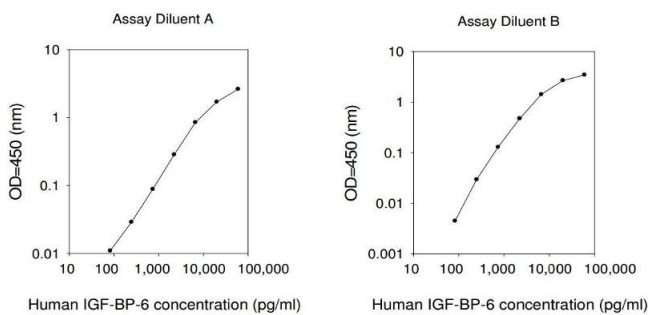 Assay Diluent A
10
1
0.1
0.01
OD=450 (nm)
10 100 1,000 10,000 100,000
Human IGF-BP-6 concentration (pg/ml)
Assay Diluent B
10
1
0.1
0.01
0.001
OD=450 (nm)
10 100 1,000 10,000 100,000
Human IGF-BP-6 concentration (pg/ml)